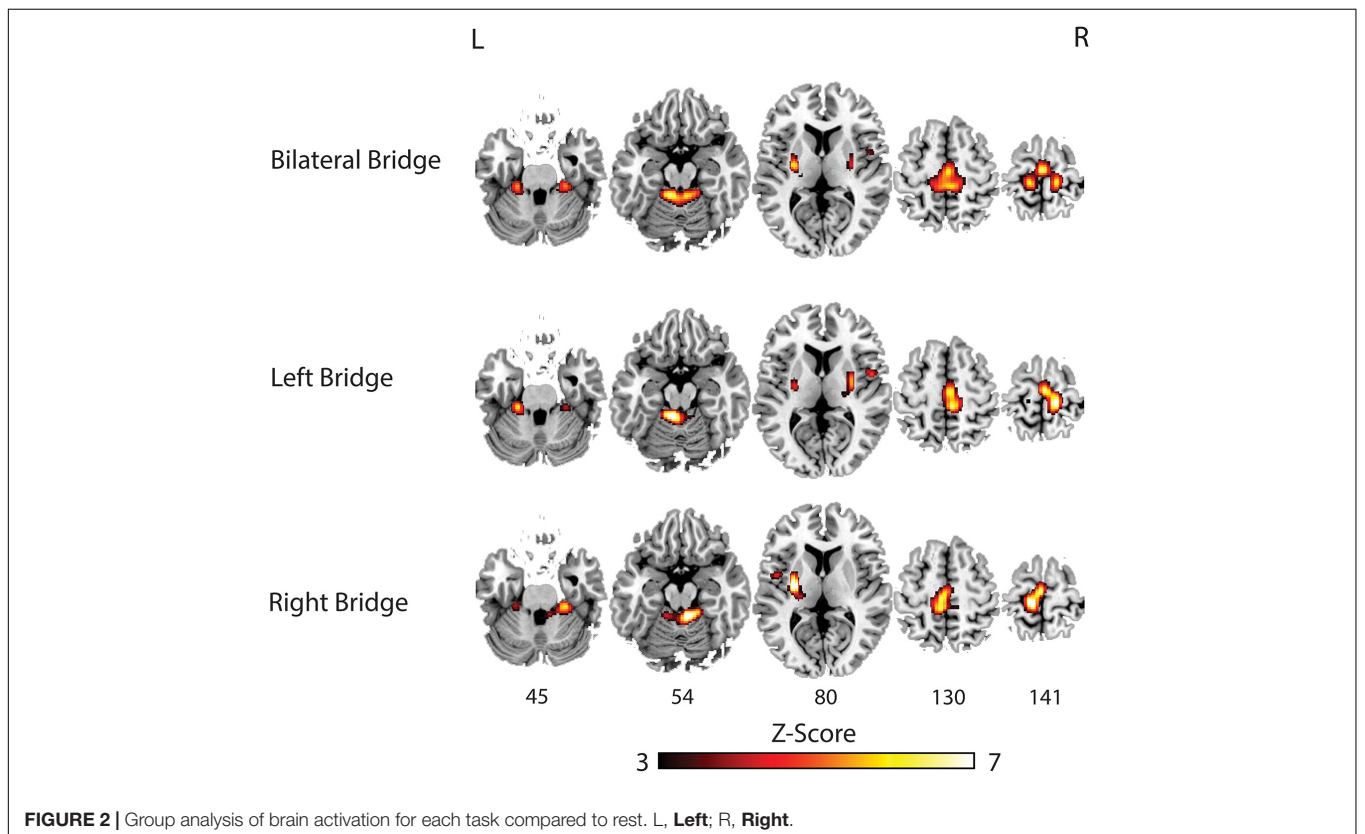 L R
Bilateral Bridge
Left Bridge
Right Bridge
45 54 80 130 141
Z-Score
3 7
FIGURE 2 | Group analysis of brain activation for each task compared to rest. L, Left; R, Right.